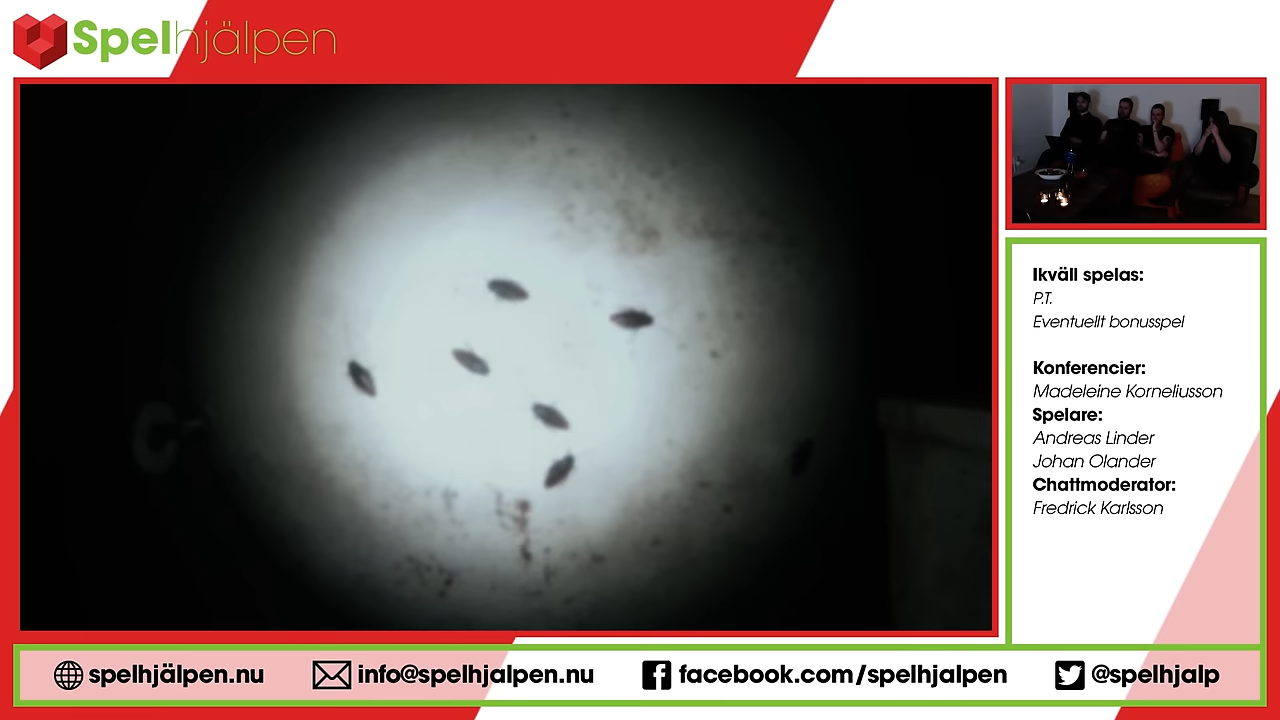 Spelhjälpen
Ikväll spelas:
P.T.
Eventuellt bonusspel
Konferencier:
Madeleine Korneliusson
Spelare:
Andreas Linder
Johan Olander
Chattmoderator:
Fredrick Karlsson
spelhjälpen.nu info@spelhjalpen.nu facebook.com/spelhjalpen @spelhjalp